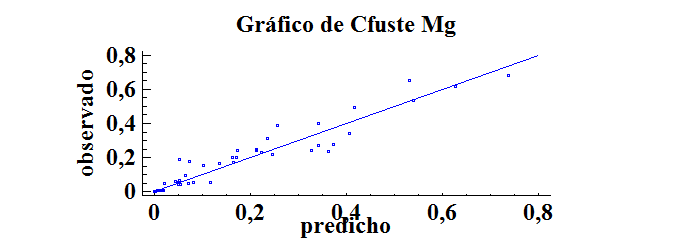 Gráfico de Cfuste Mg
observado
0,8
0,6
0,4
0,2
0
0 0,2 0,4 0,6 0,8
predicho